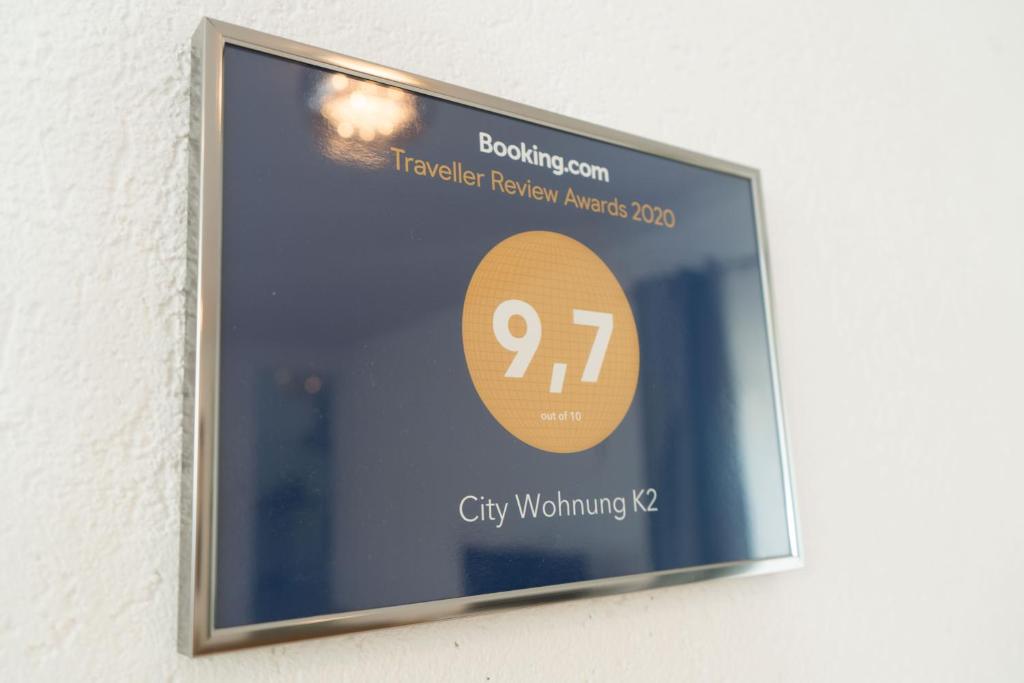 Booking.com
Traveller Review Awards 2020
9,7
out of 10
City Wohnung K2